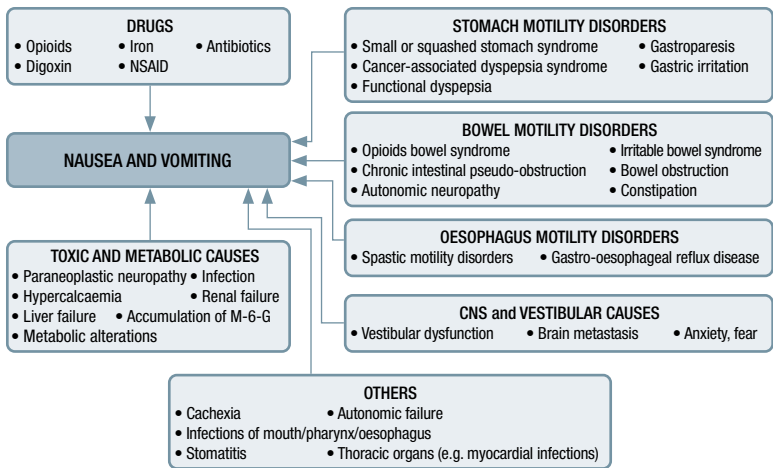 DRUGS
• Opioids • Iron • Antibiotics
• Digoxin • NSAID
STOMACH MOTILITY DISORDERS
• Small or squashed stomach syndrome • Gastroparesis
• Cancer-associated dyspepsia syndrome • Gastric irritation
• Functional dyspepsia
NAUSEA AND VOMITING
BOWEL MOTILITY DISORDERS
• Opioids bowel syndrome • Irritable bowel syndrome
• Chronic intestinal pseudo-obstruction • Bowel obstruction
• Autonomic neuropathy • Constipation
OESOPHAGUS MOTILITY DISORDERS
• Spastic motility disorders • Gastro-oesophageal reflux disease
TOXIC AND METABOLIC CAUSES
• Paraneoplastic neuropathy • Infection
• Hypercalcaemia • Renal failure
• Liver failure • Accumulation of M-6-G
• Metabolic alterations
CNS and VESTIBULAR CAUSES
• Vestibular dysfunction • Brain metastasis • Anxiety, fear
OTHERS
• Cachexia • Autonomic failure
• Infections of mouth/pharynx/oesophagus
• Stomatitis • Thoracic organs (e.g. myocardial infections)